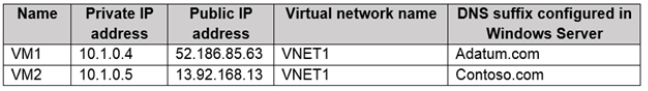 Name Private IP address Public IP address Virtual network name DNS suffix configured in Windows Server
VM1 10.1.0.4 52.186.85.63 VNET1 Adatum.com
VM2 10.1.0.5 13.92.168.13 VNET1 Contoso.com